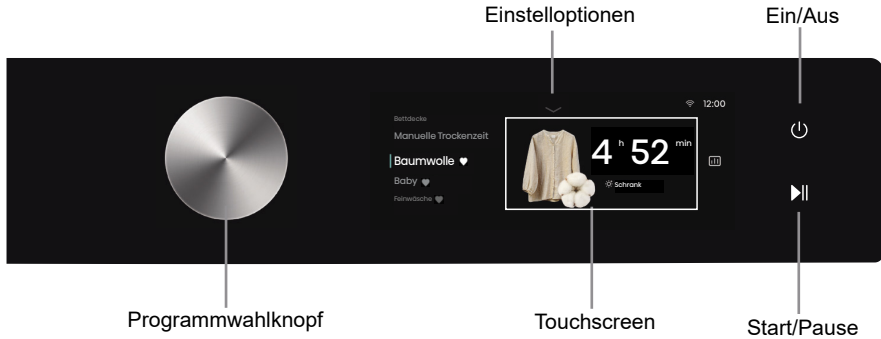 Einstelloptionen
Ein/Aus
12:00
Bettdecke
Manuelle Trockenzeit
Baumwolle
Baby
Feinwäsche
4 h 52 min
Schrank
Programmwahlknopf
Touchscreen
Start/Pause